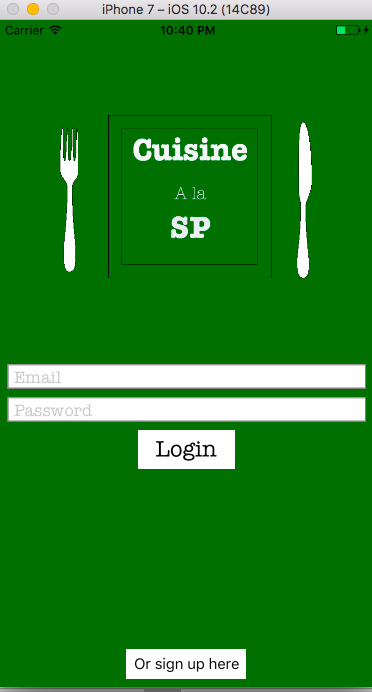 iPhone 7 – iOS 10.2 (14C89)
Carrier 10:40 PM
Cuisine
A la
SP
Email
Password
Login
Or sign up here